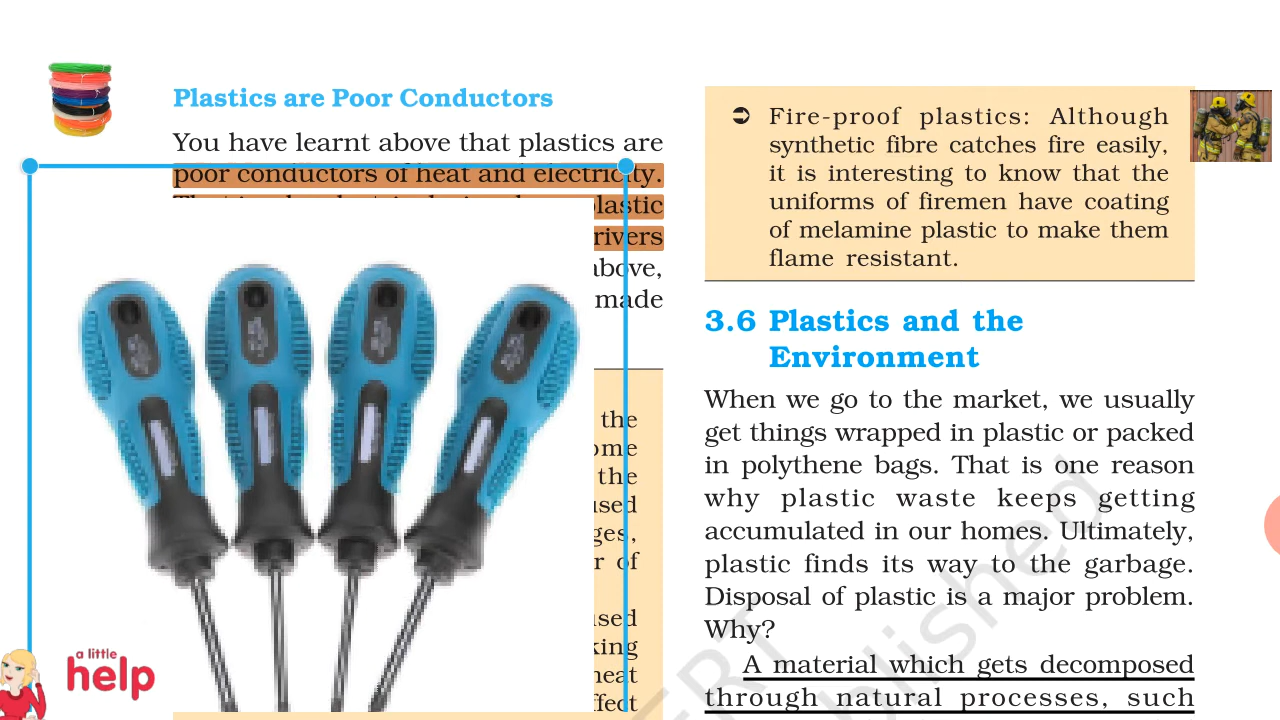 Plastics are Poor Conductors
You have learnt above that plastics are
poor conductors of heat and electricity.
plastic
above,
made
the
the
used
of
used
heat
a little
help
Fire-proof plastics: Although
synthetic fibre catches fire easily,
it is interesting to know that the
uniforms of firemen have coating
of melamine plastic to make them
flame resistant.
3.6 Plastics and the
Environment
When we go to the market, we usually
get things wrapped in plastic or packed
in polythene bags. That is one reason
why plastic waste keeps getting
accumulated in our homes. Ultimately,
plastic finds its way to the garbage.
Disposal of plastic is a major problem.
Why?
A material which gets decomposed
through natural processes, such